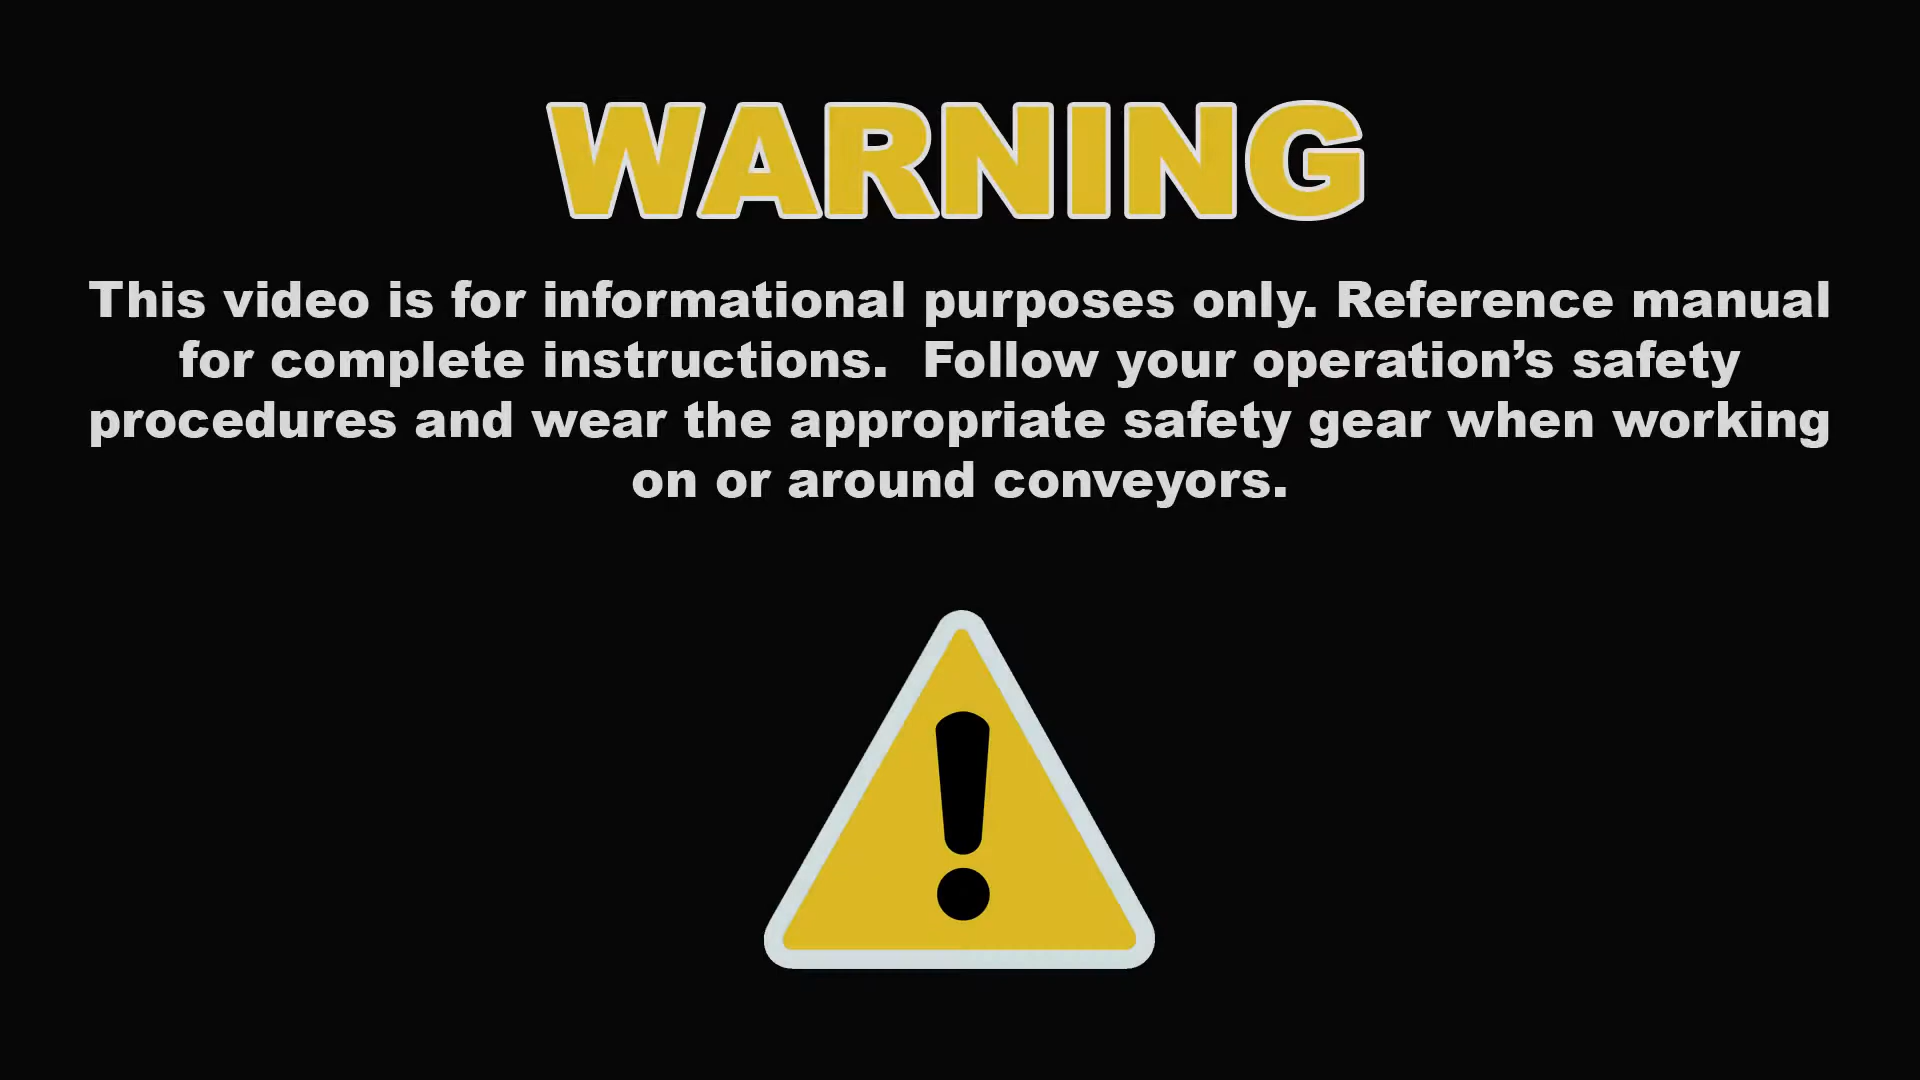 WARNING
This video is for informational purposes only. Reference manual
for complete instructions.  Follow your operation’s safety
procedures and wear the appropriate safety gear when working
on or around conveyors.
!